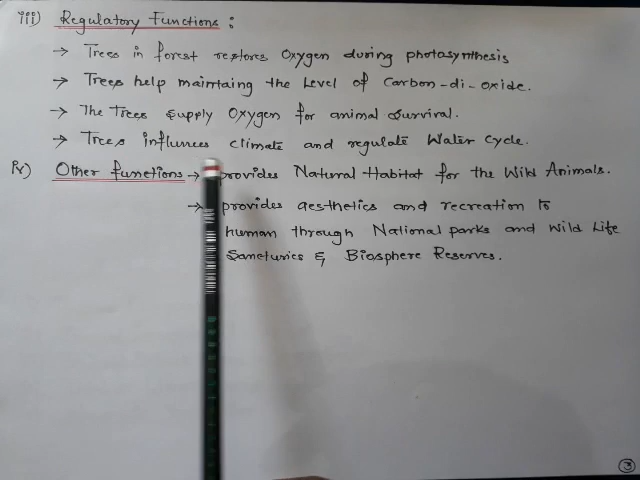 iii) Regulatory Functions :
→ Trees in forest restores Oxygen during photosynthesis
→ Trees help maintaing the Level of Carbon-di-oxide.
→ The Trees supply Oxygen for animal survival.
→ Trees influnces climate and regulate Water Cycle.
iv) Other functions → provides Natural Habitat for the Wild Animals.
→ provides aesthetics and recreation to
human through National parks and Wild Life
Sancturies & Biosphere Reserves.
3